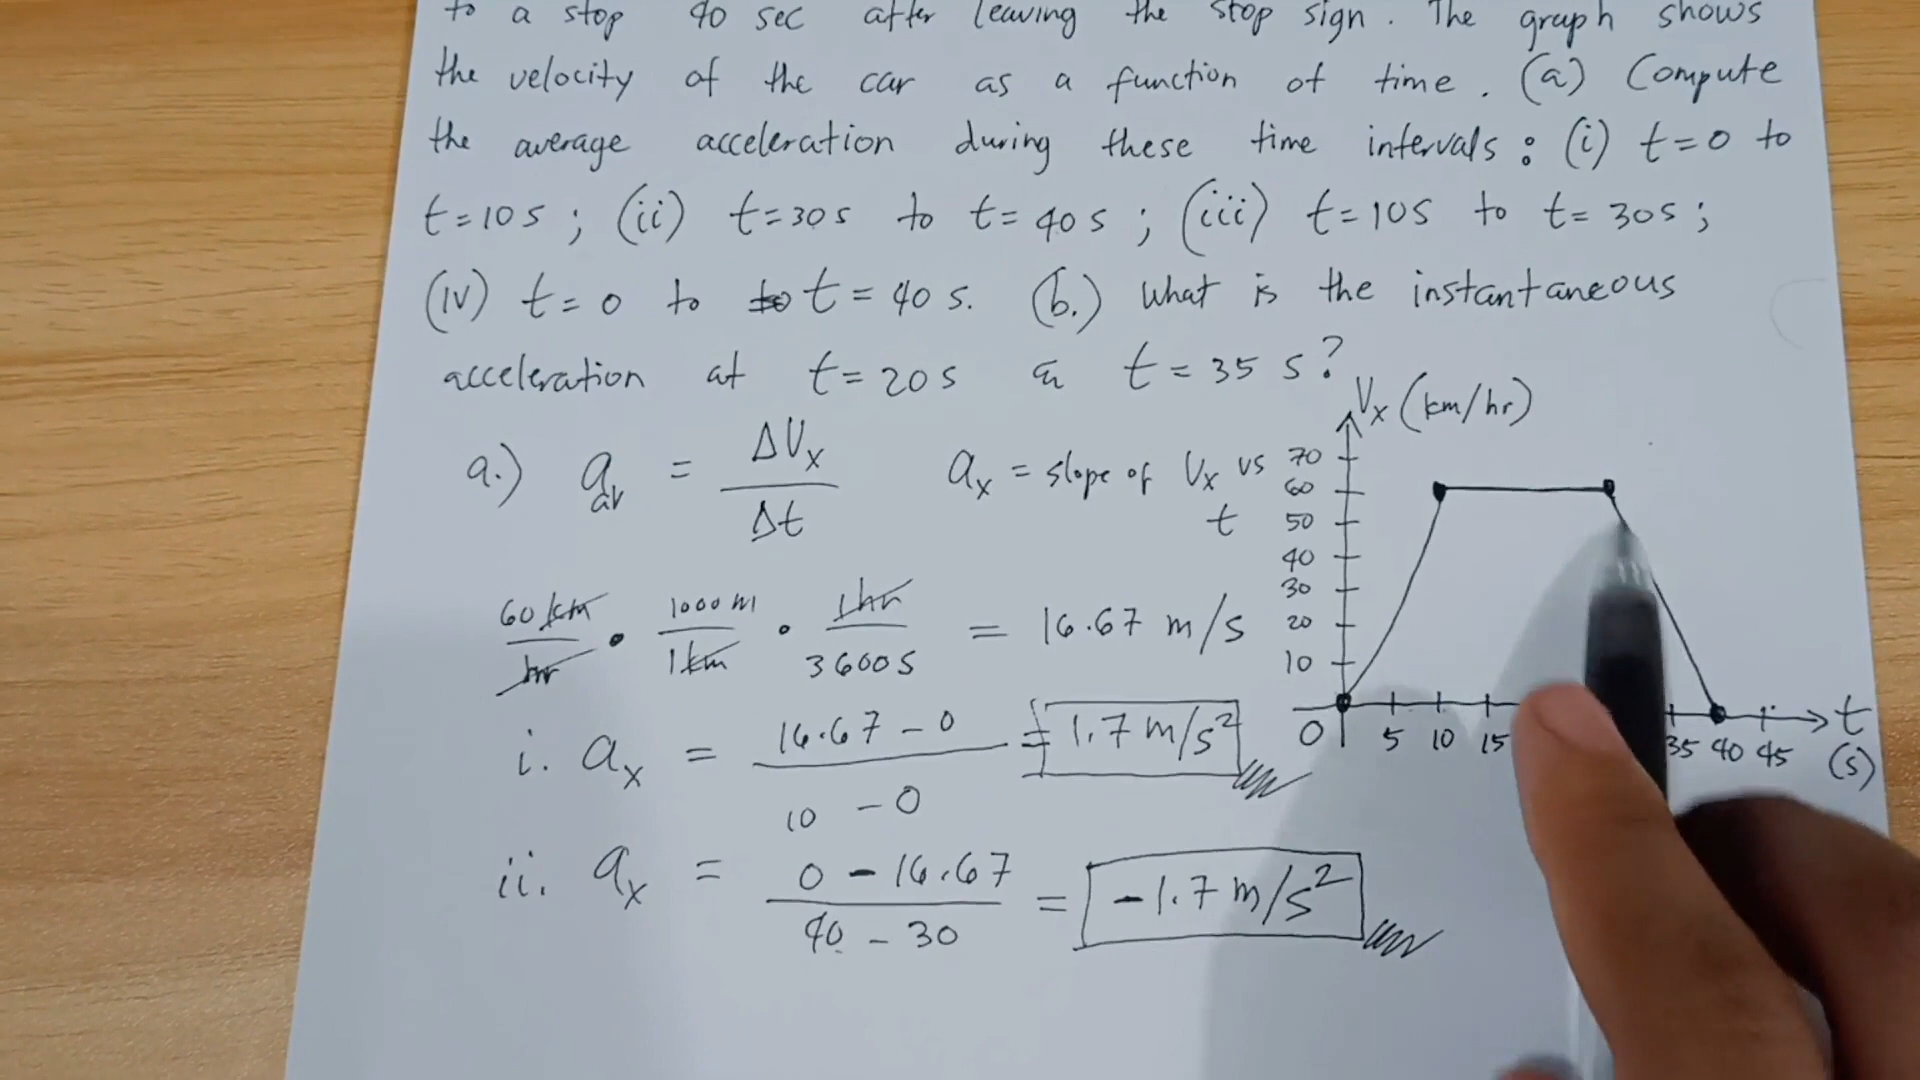 to a stop 40 sec after leaving the stop sign. The graph shows
the velocity of the car as a function of time. (a) Compute
the average acceleration during these time intervals: (i) t=0 to
t=10s; (ii) t=30s to t=40s; (iii) t=10s to t=30s;
(iv) t=0 to t=40 s. (b.) What is the instantaneous
acceleration at t=20s & t=35 s?
a.) a_av = ΔVx / Δt
ax = slope of Vx vs t
60 km / hr • 1000 m / 1 km • 1 hr / 3600 s = 16.67 m/s
i. ax = 16.67 - 0 / 10 - 0 = 1.7 m/s²
ii. ax = 0 - 16.67 / 40 - 30 = -1.7 m/s²
Vx (km/hr)
70
60
50
40
30
20
10
0 5 10 15 35 40 45 t (s)